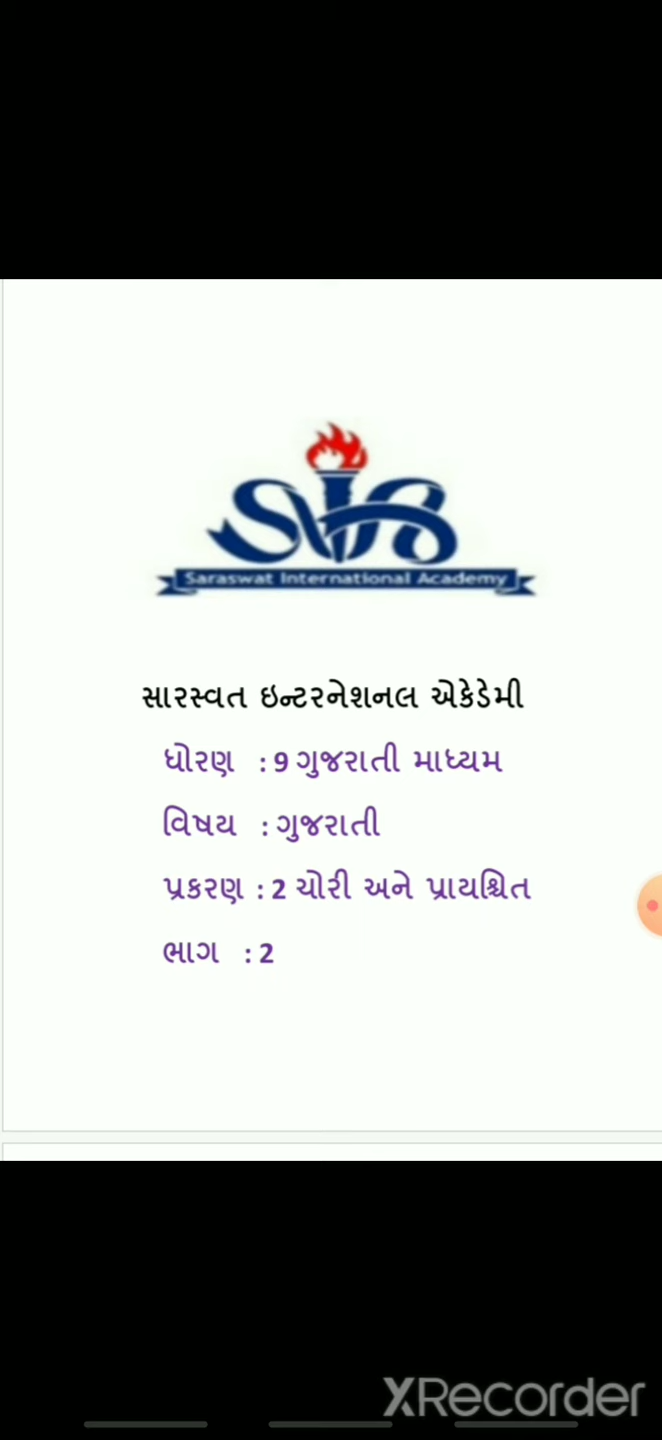 Saraswat International Academy
સારસ્વત ઇન્ટરનેશનલ એકેડેમી
ધોરણ : 9 ગુજરાતી માધ્યમ
વિષય : ગુજરાતી
પ્રકરણ : 2 ચોરી અને પ્રાયશ્ચિત
ભાગ : 2
XRecorder